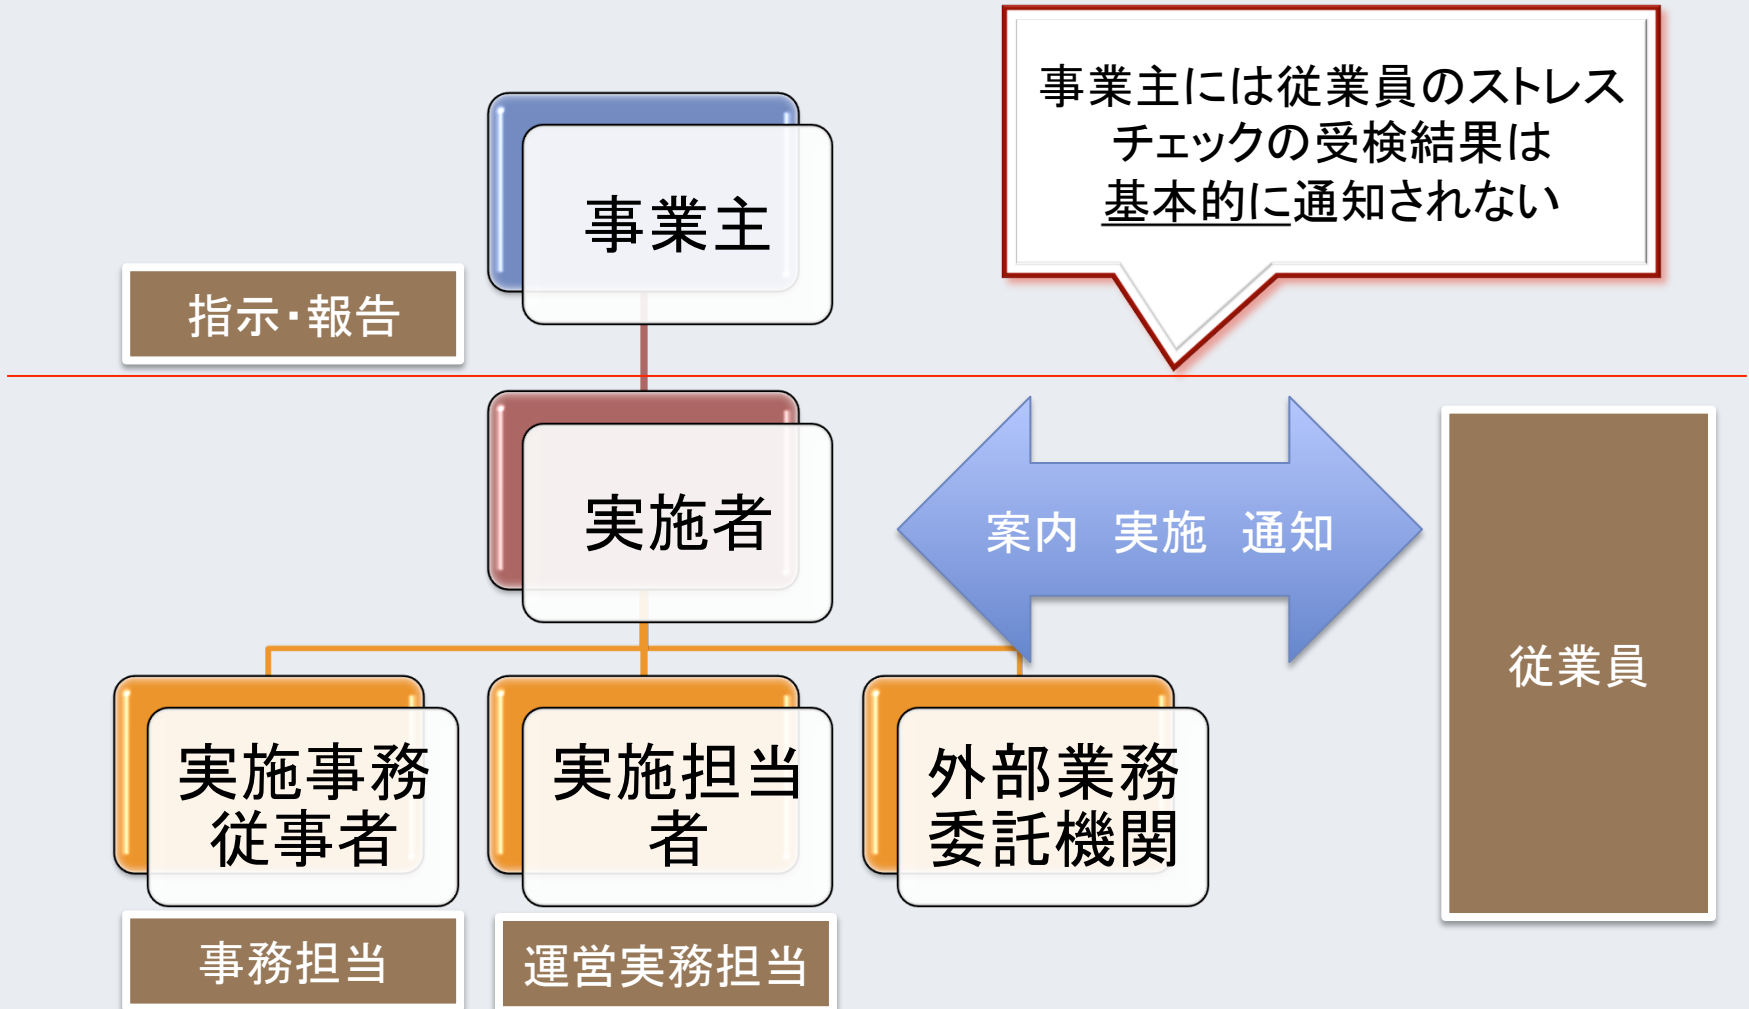 事業主には従業員のストレス
チェックの受検結果は
基本的に通知されない
事業主
指示・報告
実施者
案内　実施　通知
従業員
実施事務
従事者
実施担当
者
外部業務
委託機関
事務担当
運営実務担当